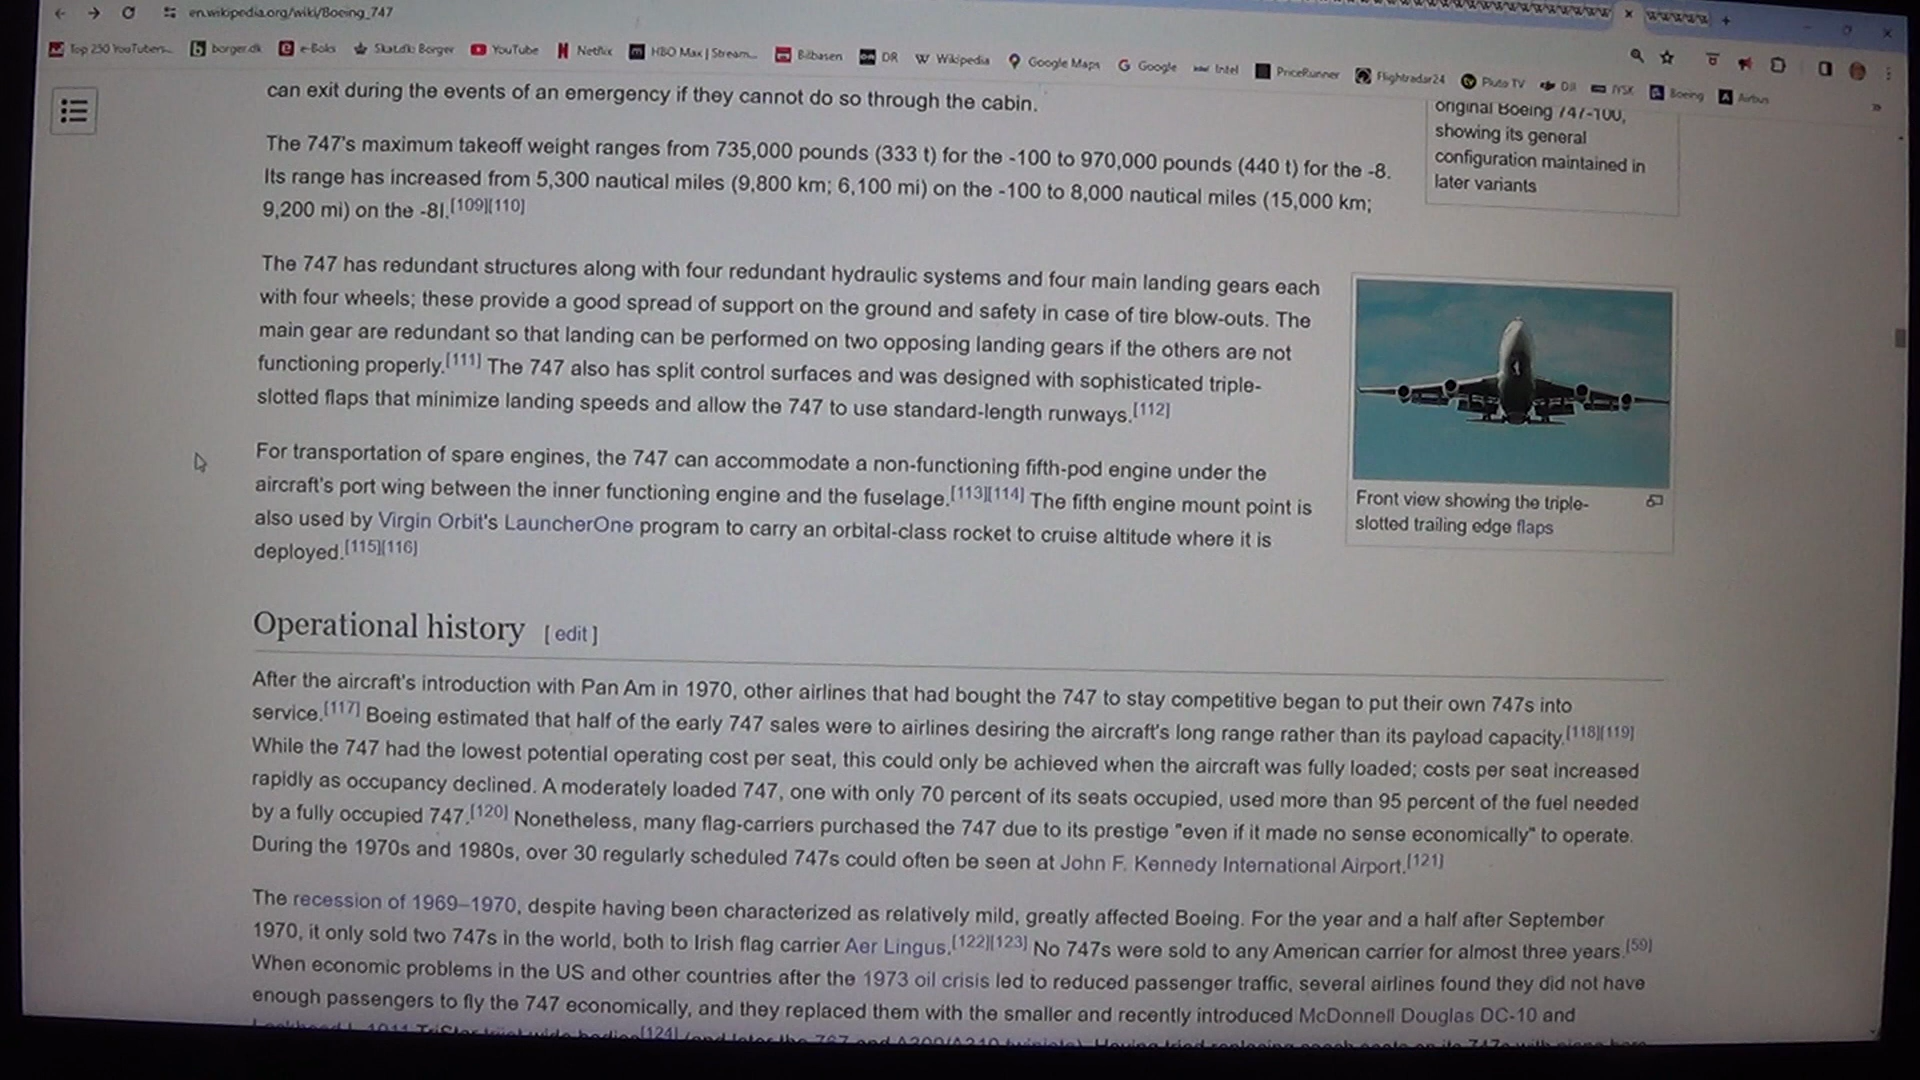 en.wikipedia.org/wiki/Boeing_747
Top 250 YouTubers... borger.dk e-Boks Skat.dk: Borger YouTube Netflix HBO Max | Stream... Bilbasen DR Wikipedia Google Maps Google Intel PriceRunner Flightradar24 Pluto TV DJI JYSK Boeing Airbus
can exit during the events of an emergency if they cannot do so through the cabin.
original Boeing 747-100,
showing its general
configuration maintained in
later variants
The 747's maximum takeoff weight ranges from 735,000 pounds (333 t) for the -100 to 970,000 pounds (440 t) for the -8.
Its range has increased from 5,300 nautical miles (9,800 km; 6,100 mi) on the -100 to 8,000 nautical miles (15,000 km;
9,200 mi) on the -8I.[109][110]
The 747 has redundant structures along with four redundant hydraulic systems and four main landing gears each
with four wheels; these provide a good spread of support on the ground and safety in case of tire blow-outs. The
main gear are redundant so that landing can be performed on two opposing landing gears if the others are not
functioning properly.[111] The 747 also has split control surfaces and was designed with sophisticated triple-
slotted flaps that minimize landing speeds and allow the 747 to use standard-length runways.[112]
For transportation of spare engines, the 747 can accommodate a non-functioning fifth-pod engine under the
aircraft's port wing between the inner functioning engine and the fuselage.[113][114] The fifth engine mount point is
also used by Virgin Orbit's LauncherOne program to carry an orbital-class rocket to cruise altitude where it is
deployed.[115][116]
Front view showing the triple-
slotted trailing edge flaps
Operational history [ edit ]
After the aircraft's introduction with Pan Am in 1970, other airlines that had bought the 747 to stay competitive began to put their own 747s into
service.[117] Boeing estimated that half of the early 747 sales were to airlines desiring the aircraft's long range rather than its payload capacity.[118][119]
While the 747 had the lowest potential operating cost per seat, this could only be achieved when the aircraft was fully loaded; costs per seat increased
rapidly as occupancy declined. A moderately loaded 747, one with only 70 percent of its seats occupied, used more than 95 percent of the fuel needed
by a fully occupied 747.[120] Nonetheless, many flag-carriers purchased the 747 due to its prestige "even if it made no sense economically" to operate.
During the 1970s and 1980s, over 30 regularly scheduled 747s could often be seen at John F. Kennedy International Airport.[121]
The recession of 1969–1970, despite having been characterized as relatively mild, greatly affected Boeing. For the year and a half after September
1970, it only sold two 747s in the world, both to Irish flag carrier Aer Lingus.[122][123] No 747s were sold to any American carrier for almost three years.[59]
When economic problems in the US and other countries after the 1973 oil crisis led to reduced passenger traffic, several airlines found they did not have
enough passengers to fly the 747 economically, and they replaced them with the smaller and recently introduced McDonnell Douglas DC-10 and